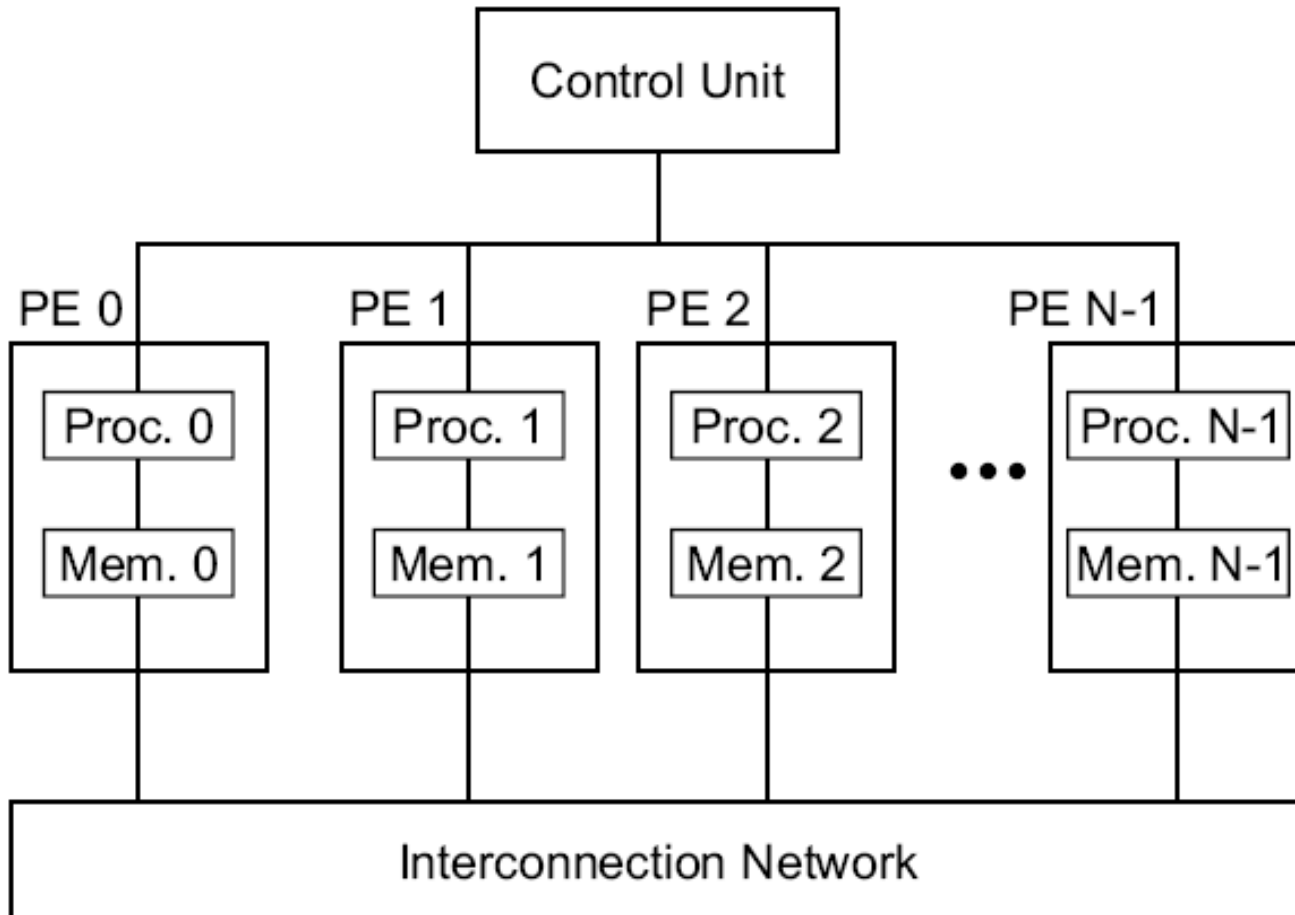 Control Unit
PE 0 PE 1 PE 2 PE N-1
Proc. 0 Proc. 1 Proc. 2 Proc. N-1
Mem. 0 Mem. 1 Mem. 2 Mem. N-1
Interconnection Network